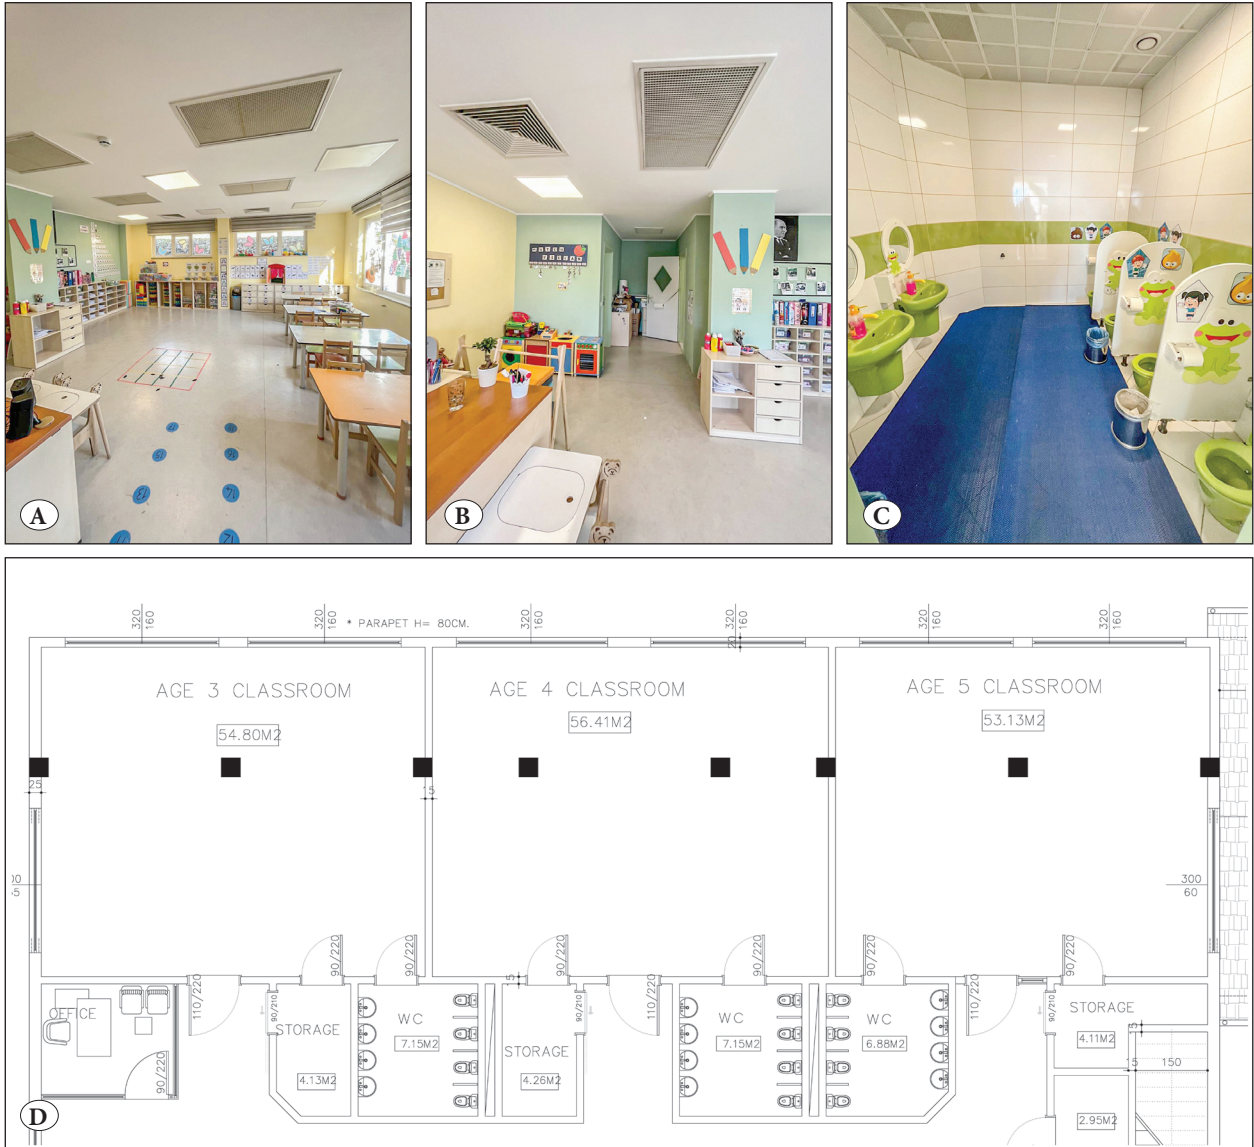 A
B
C
320
160
320
160
* PARAPET H= 80CM.
320
160
320
160
20
320
160
320
160
AGE 3 CLASSROOM
54.80M2
AGE 4 CLASSROOM
56.41M2
AGE 5 CLASSROOM
53.13M2
25
15
300
60
90/220
90/220
90/220
90/220
90/220
90/220
110/220
110/220
110/220
OFFICE
90/220
90/210
STORAGE
4.13M2
WC
7.15M2
5
STORAGE
4.26M2
90/210
WC
7.15M2
WC
6.88M2
90/210
STORAGE
4.11M2
15
150
2.95M2
D